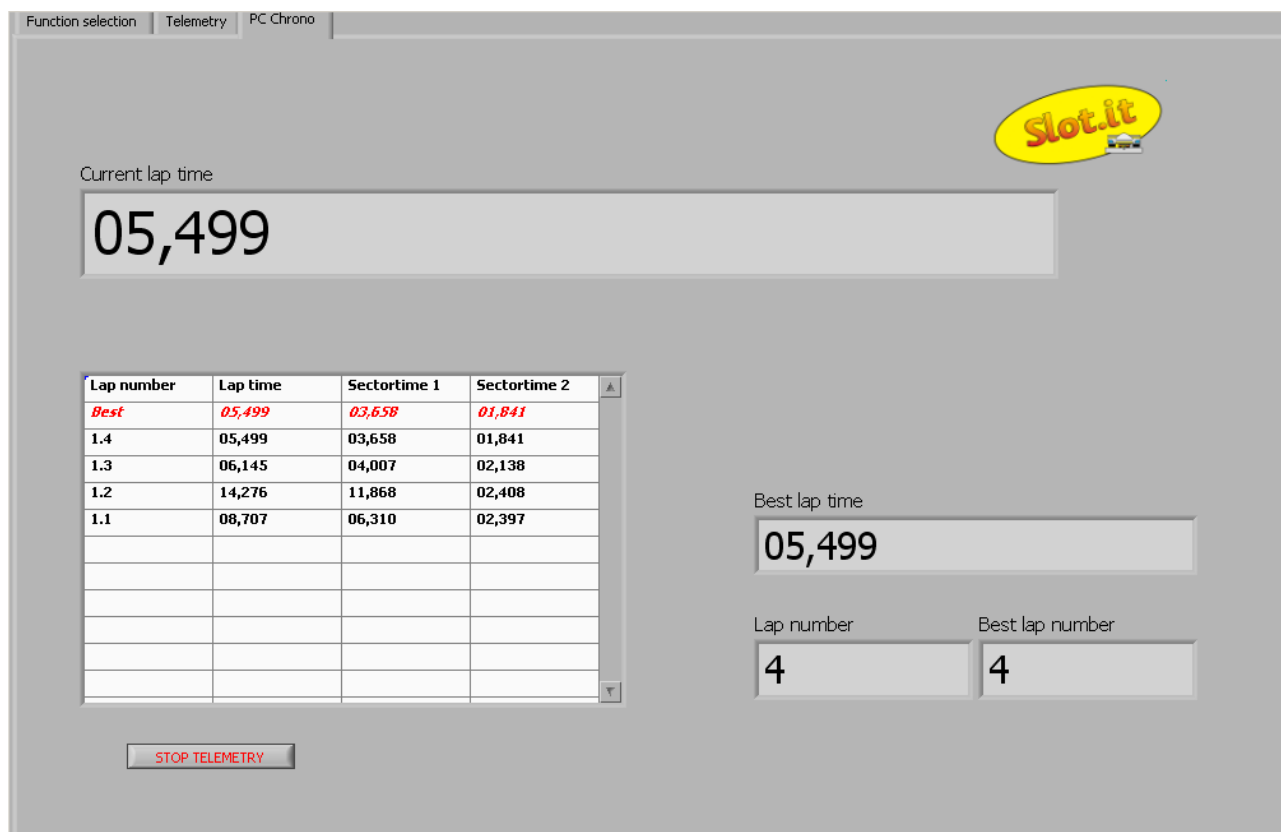 Function selection Telemetry PC Chrono
Slot.it
Current lap time
05,499
Lap number Lap time Sectortime 1 Sectortime 2
Best 05,499 03,658 01,841
1.4 05,499 03,658 01,841
1.3 06,145 04,007 02,138
1.2 14,276 11,868 02,408
1.1 08,707 06,310 02,397
Best lap time
05,499
Lap number Best lap number
4 4
STOP TELEMETRY